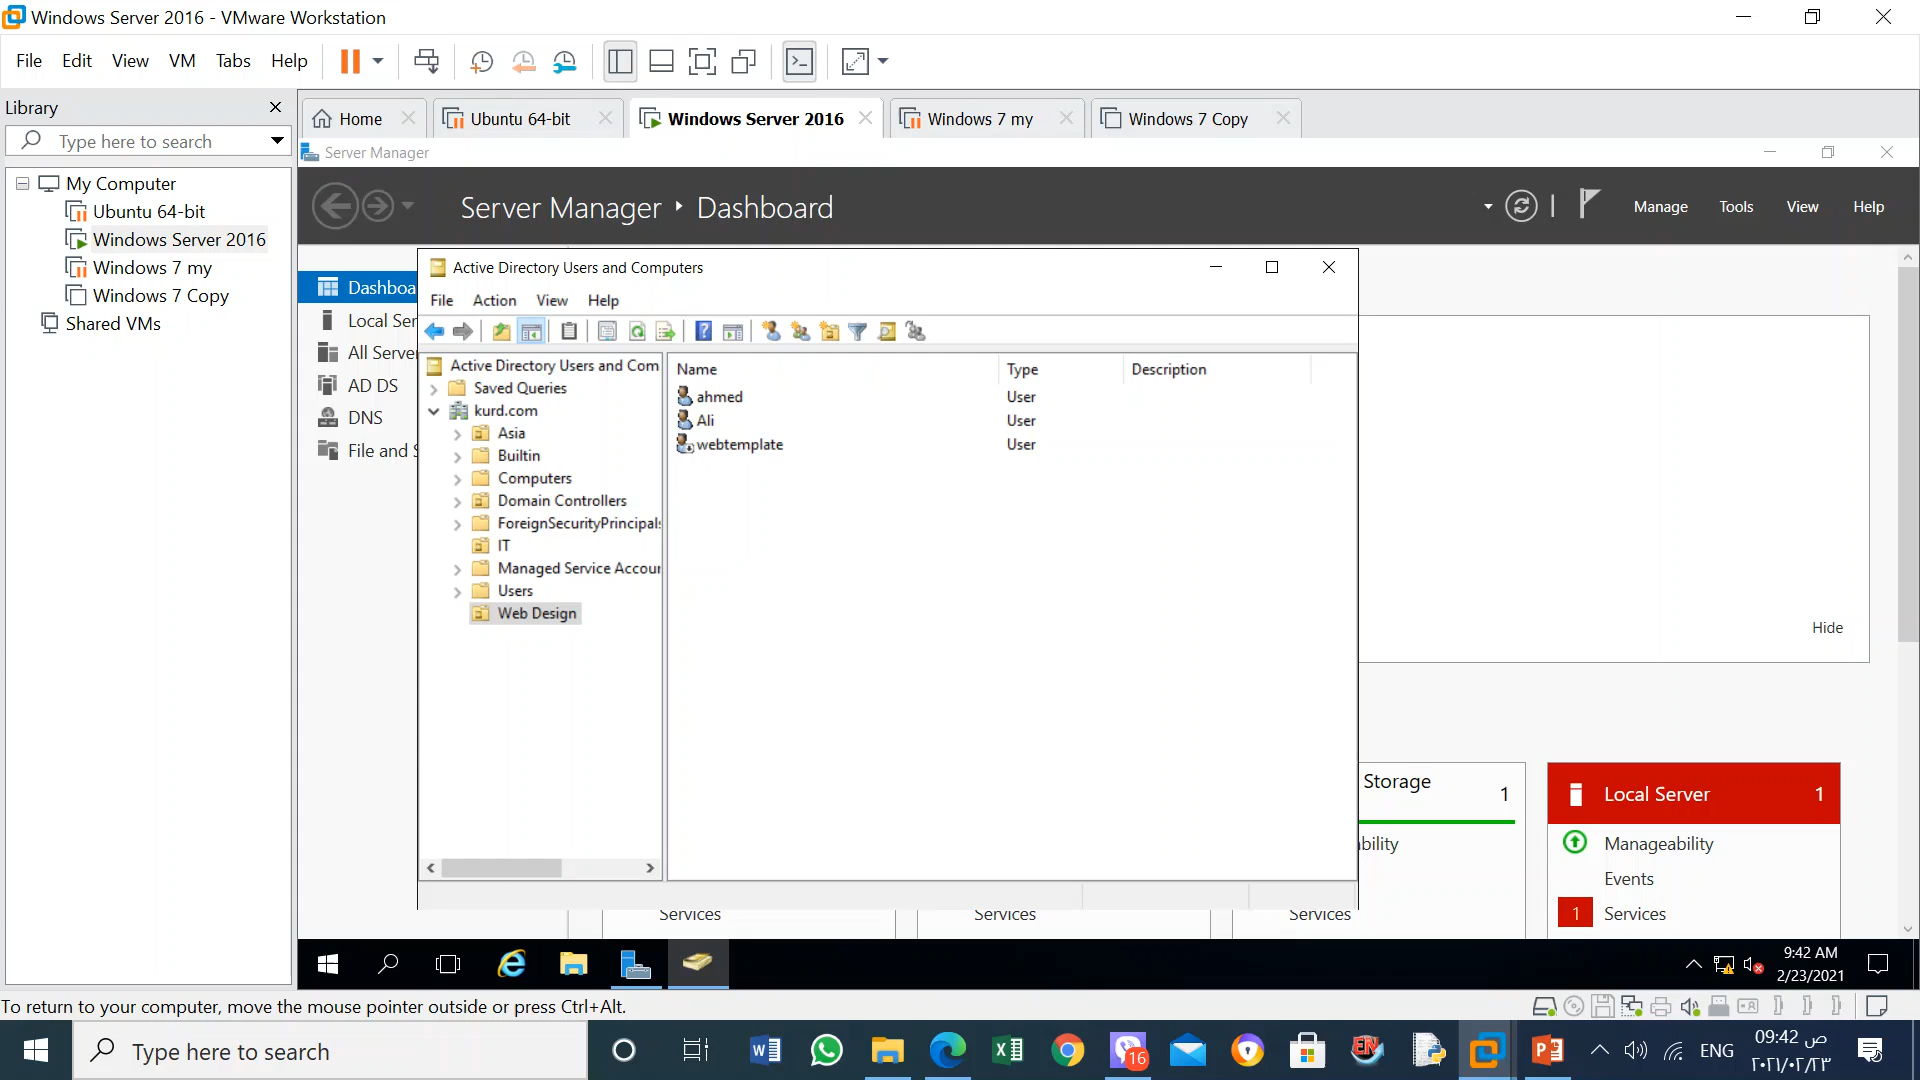 Windows Server 2016 - VMware Workstation
File Edit View VM Tabs Help
Library
Type here to search
My Computer
Ubuntu 64-bit
Windows Server 2016
Windows 7 my
Windows 7 Copy
Shared VMs
Home Ubuntu 64-bit Windows Server 2016 Windows 7 my Windows 7 Copy
Server Manager
Server Manager Dashboard
Manage Tools View Help
Dashboa
Local Ser
All Serve
AD DS
DNS
File and S
Active Directory Users and Computers
File Action View Help
Active Directory Users and Com
Saved Queries
kurd.com
Asia
Builtin
Computers
Domain Controllers
ForeignSecurityPrincipals
IT
Managed Service Accour
Users
Web Design
Name Type Description
ahmed User
Ali User
webtemplate User
Hide
Storage 1
bility
Services
Services
Services
Local Server 1
Manageability
Events
1 Services
9:42 AM
2/23/2021
To return to your computer, move the mouse pointer outside or press Ctrl+Alt.
Type here to search
16
EN
ENG
09:42 ص
٢٠٢١/٠٢/٢٣